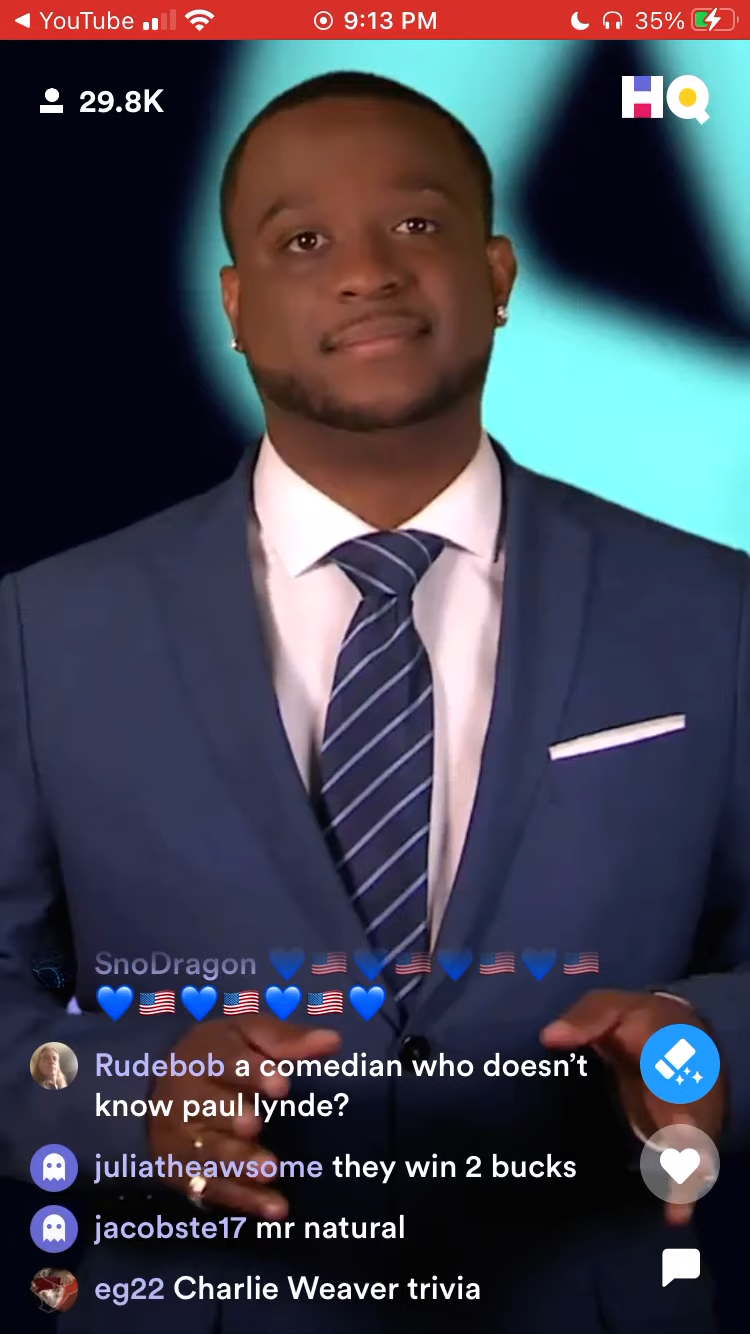 YouTube 9:13 PM 35%
29.8K HQ
SnoDragon 💙🇺🇸💙🇺🇸💙🇺🇸💙🇺🇸
💙🇺🇸💙🇺🇸💙🇺🇸💙
Rudebob a comedian who doesn’t
know paul lynde?
juliatheawsome they win 2 bucks
jacobste17 mr natural
eg22 Charlie Weaver trivia